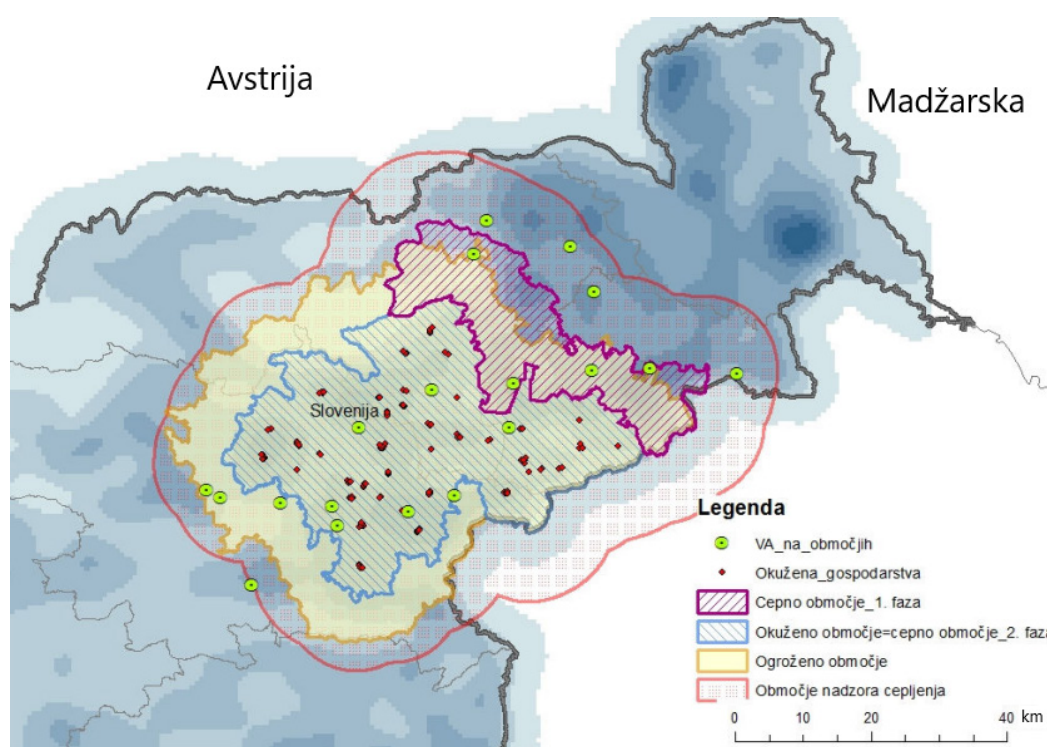 Avstrija
Madžarska
Slovenija
Legenda
VA_na_območjih
Okužena_gospodarstva
Cepno območje_1. faza
Okuženo območje=cepno območje_2. faza
Ogroženo območje
Območje nadzora cepljenja
0 10 20 40 km